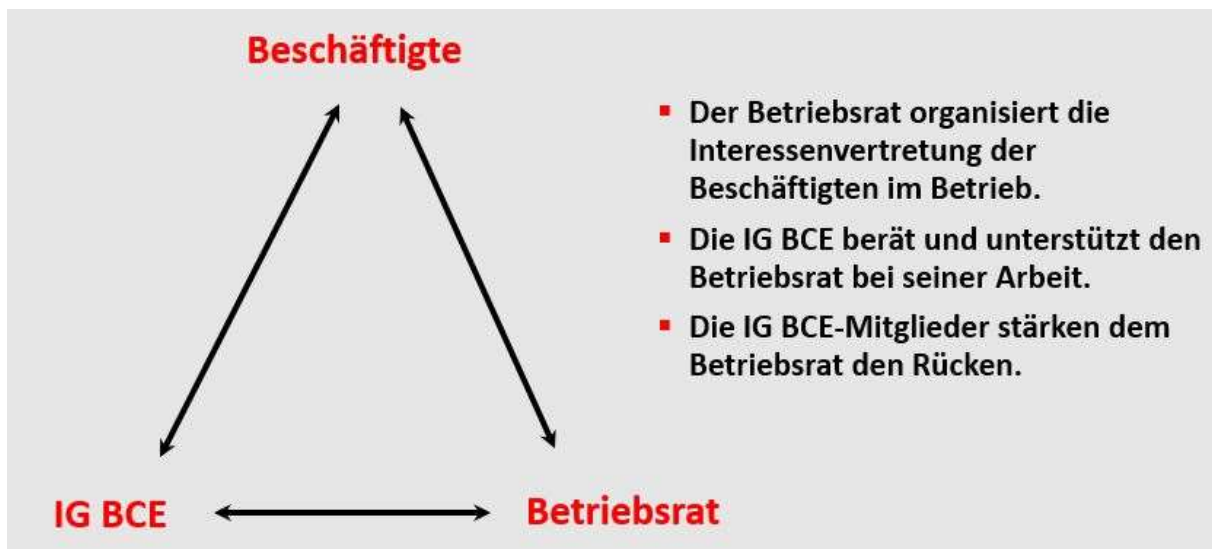 Beschäftigte
▪ Der Betriebsrat organisiert die
Interessenvertretung der
Beschäftigten im Betrieb.
▪ Die IG BCE berät und unterstützt den
Betriebsrat bei seiner Arbeit.
▪ Die IG BCE-Mitglieder stärken dem
Betriebsrat den Rücken.
IG BCE
Betriebsrat